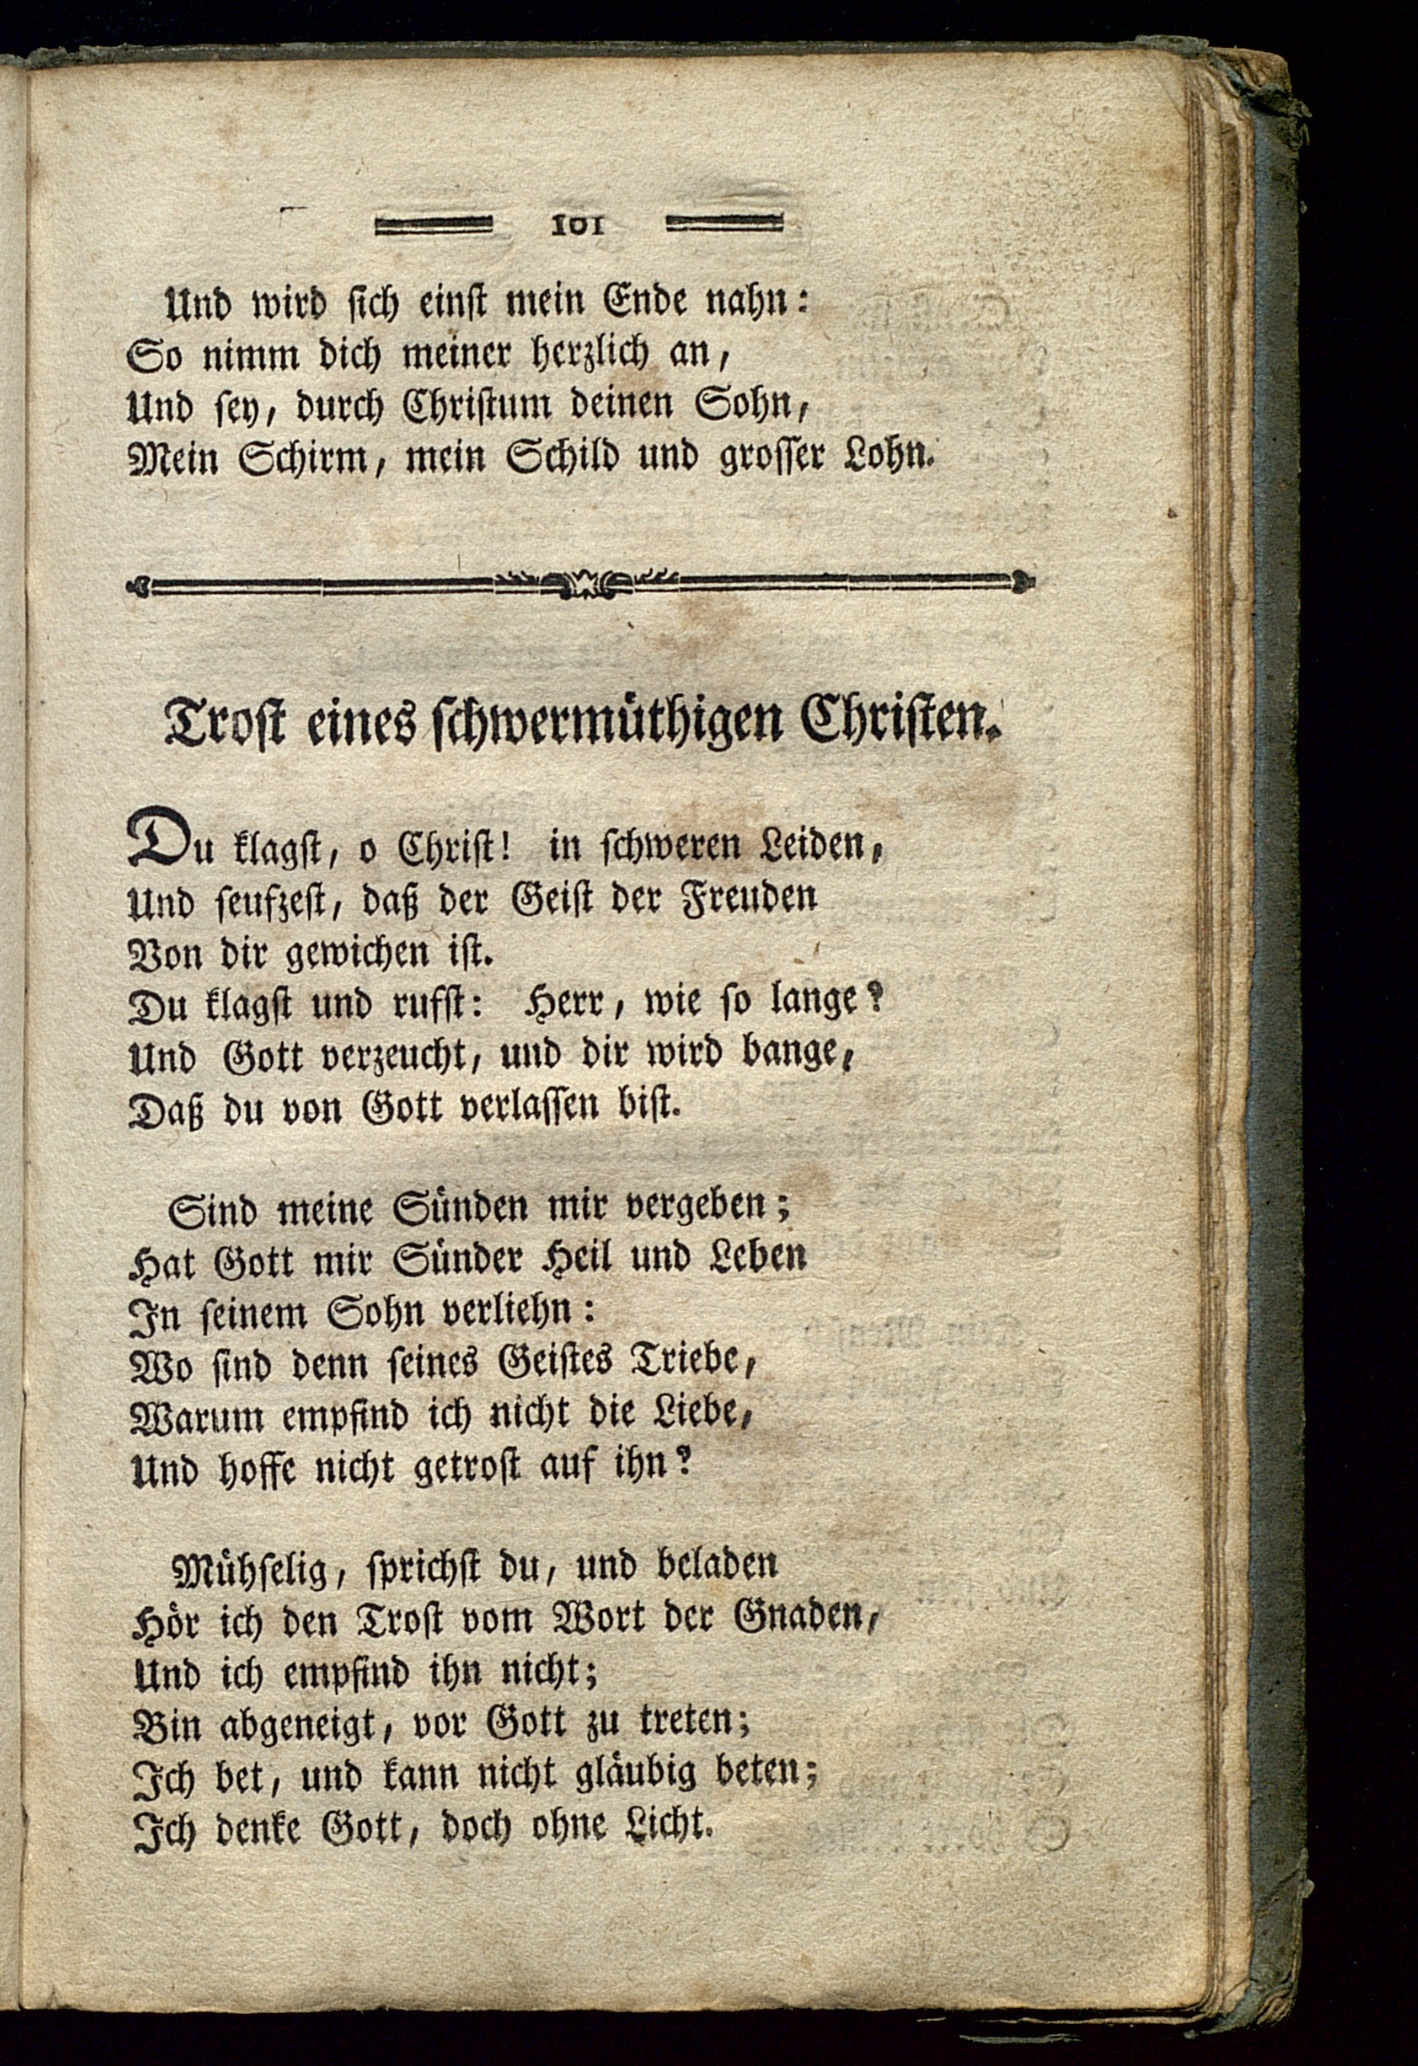 101
Und wird ſich einſt mein Ende nahn:
So nimm dich meiner herzlich an,
Und ſey, durch Chriſtum deinen Sohn,
Mein Schirm, mein Schild und groſſer Lohn.
Troſt eines ſchwermüthigen Chriſten.
Du klagſt, o Chriſt! in ſchweren Leiden,
Und ſeufzeſt, daß der Geiſt der Freuden
Von dir gewichen iſt.
Du klagſt und rufſt: Herr, wie ſo lange?
Und Gott verzeucht, und dir wird bange,
Daß du von Gott verlaſſen biſt.
Sind meine Sünden mir vergeben;
Hat Gott mir Sünder Heil und Leben
In ſeinem Sohn verliehn:
Wo ſind denn ſeines Geiſtes Triebe,
Warum empfind ich nicht die Liebe,
Und hoffe nicht getroſt auf ihn?
Mühſelig, ſprichſt du, und beladen
Hör ich den Troſt vom Wort der Gnaden,
Und ich empfind ihn nicht;
Bin abgeneigt, vor Gott zu treten;
Ich bet, und kann nicht gläubig beten;
Ich denke Gott, doch ohne Licht.